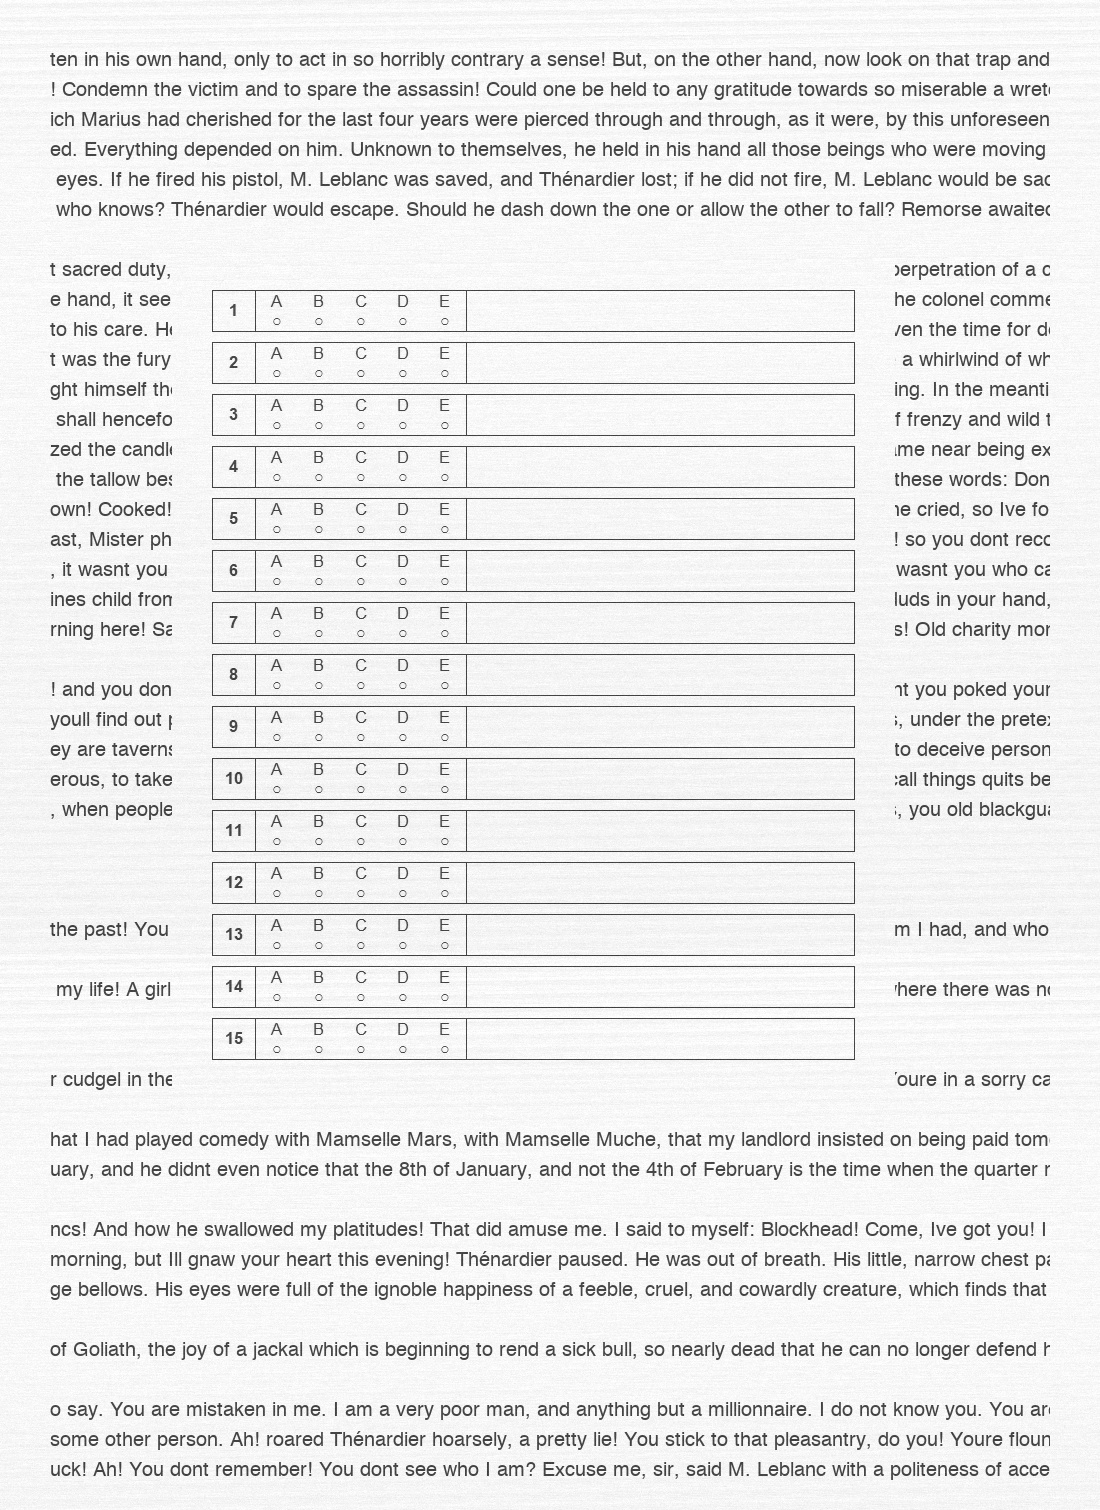 ten in his own hand, only to act in so horribly contrary a sense! But, on the other hand, now look on that trap and
! Condemn the victim and to spare the assassin! Could one be held to any gratitude towards so miserable a
ich Marius had cherished for the last four years were pierced through and through, as it were, by this unforeseen
ed. Everything depended on him. Unknown to themselves, he held in his hand all those beings who were moving
eyes. If he fired his pistol, M. Leblanc was saved, and Thénardier lost; if he did not fire, M. Leblanc would be
who knows? Thénardier would escape. Should he dash down the one or allow the other to fall? Remorse
t sacred duty,
e hand, it see
to his care. He
t was the fury
ght himself the
shall hencefo
zed the candle
the tallow bes
own! Cooked!
ast, Mister ph
, it wasnt you
ines child from
rning here! Sa
! and you don
youll find out
ey are taverns
erous, to take
, when people
the past! You
my life! A girl
r cudgel in the
1 A B C D E
2 A B C D E
3 A B C D E
4 A B C D E
5 A B C D E
6 A B C D E
7 A B C D E
8 A B C D E
9 A B C D E
10 A B C D E
11 A B C D E
12 A B C D E
13 A B C D E
14 A B C D E
15 A B C D E
perpetration of a
he colonel comme
ven the time for
a whirlwind of wh
ing. In the meanti
f frenzy and wild
ame near being ex
these words: Don
he cried, so Ive fo
! so you dont reco
wasnt you who ca
luds in your hand,
s! Old charity mon
nt you poked your
s, under the pretex
to deceive person
call things quits be
s, you old blackgua
m I had, and who
where there was no
Youre in a sorry ca
hat I had played comedy with Mamselle Mars, with Mamselle Muche, that my landlord insisted on being paid tom
uary, and he didnt even notice that the 8th of January, and not the 4th of February is the time when the quarter
ncs! And how he swallowed my platitudes! That did amuse me. I said to myself: Blockhead! Come, Ive got you! I
morning, but Ill gnaw your heart this evening! Thénardier paused. He was out of breath. His little, narrow chest pa
ge bellows. His eyes were full of the ignoble happiness of a feeble, cruel, and cowardly creature, which finds that
of Goliath, the joy of a jackal which is beginning to rend a sick bull, so nearly dead that he can no longer defend
o say. You are mistaken in me. I am a very poor man, and anything but a millionnaire. I do not know you. You are
some other person. Ah! roared Thénardier hoarsely, a pretty lie! You stick to that pleasantry, do you! Youre floun
uck! Ah! You dont remember! You dont see who I am? Excuse me, sir, said M. Leblanc with a politeness of acce